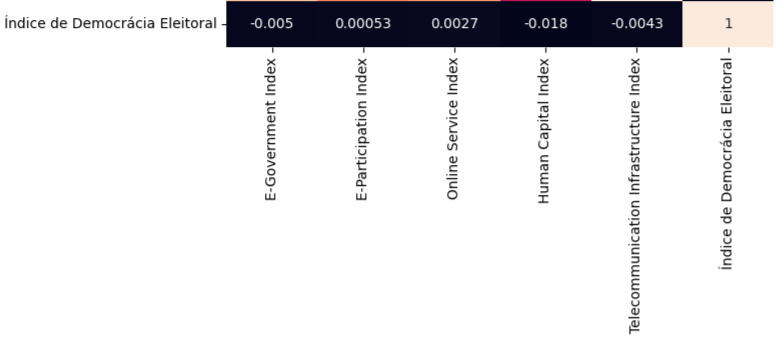 Índice de Democrácia Eleitoral
-0.005
0.00053
0.0027
-0.018
-0.0043
1
E-Government Index
E-Participation Index
Online Service Index
Human Capital Index
Telecommunication Infrastructure Index
Índice de Democrácia Eleitoral